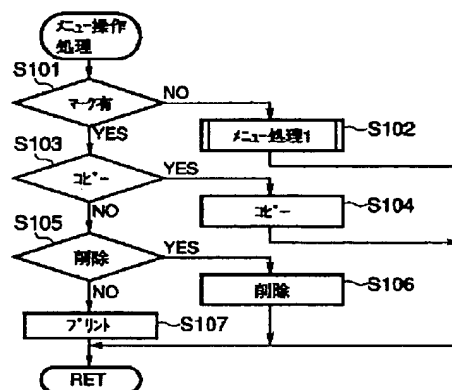 メニュー操作
処理
S101
マーク有
NO
YES
メニュー処理1
S102
S103
コピー
YES
NO
コピー
S104
S105
削除
YES
NO
削除
S106
プリント
S107
RET